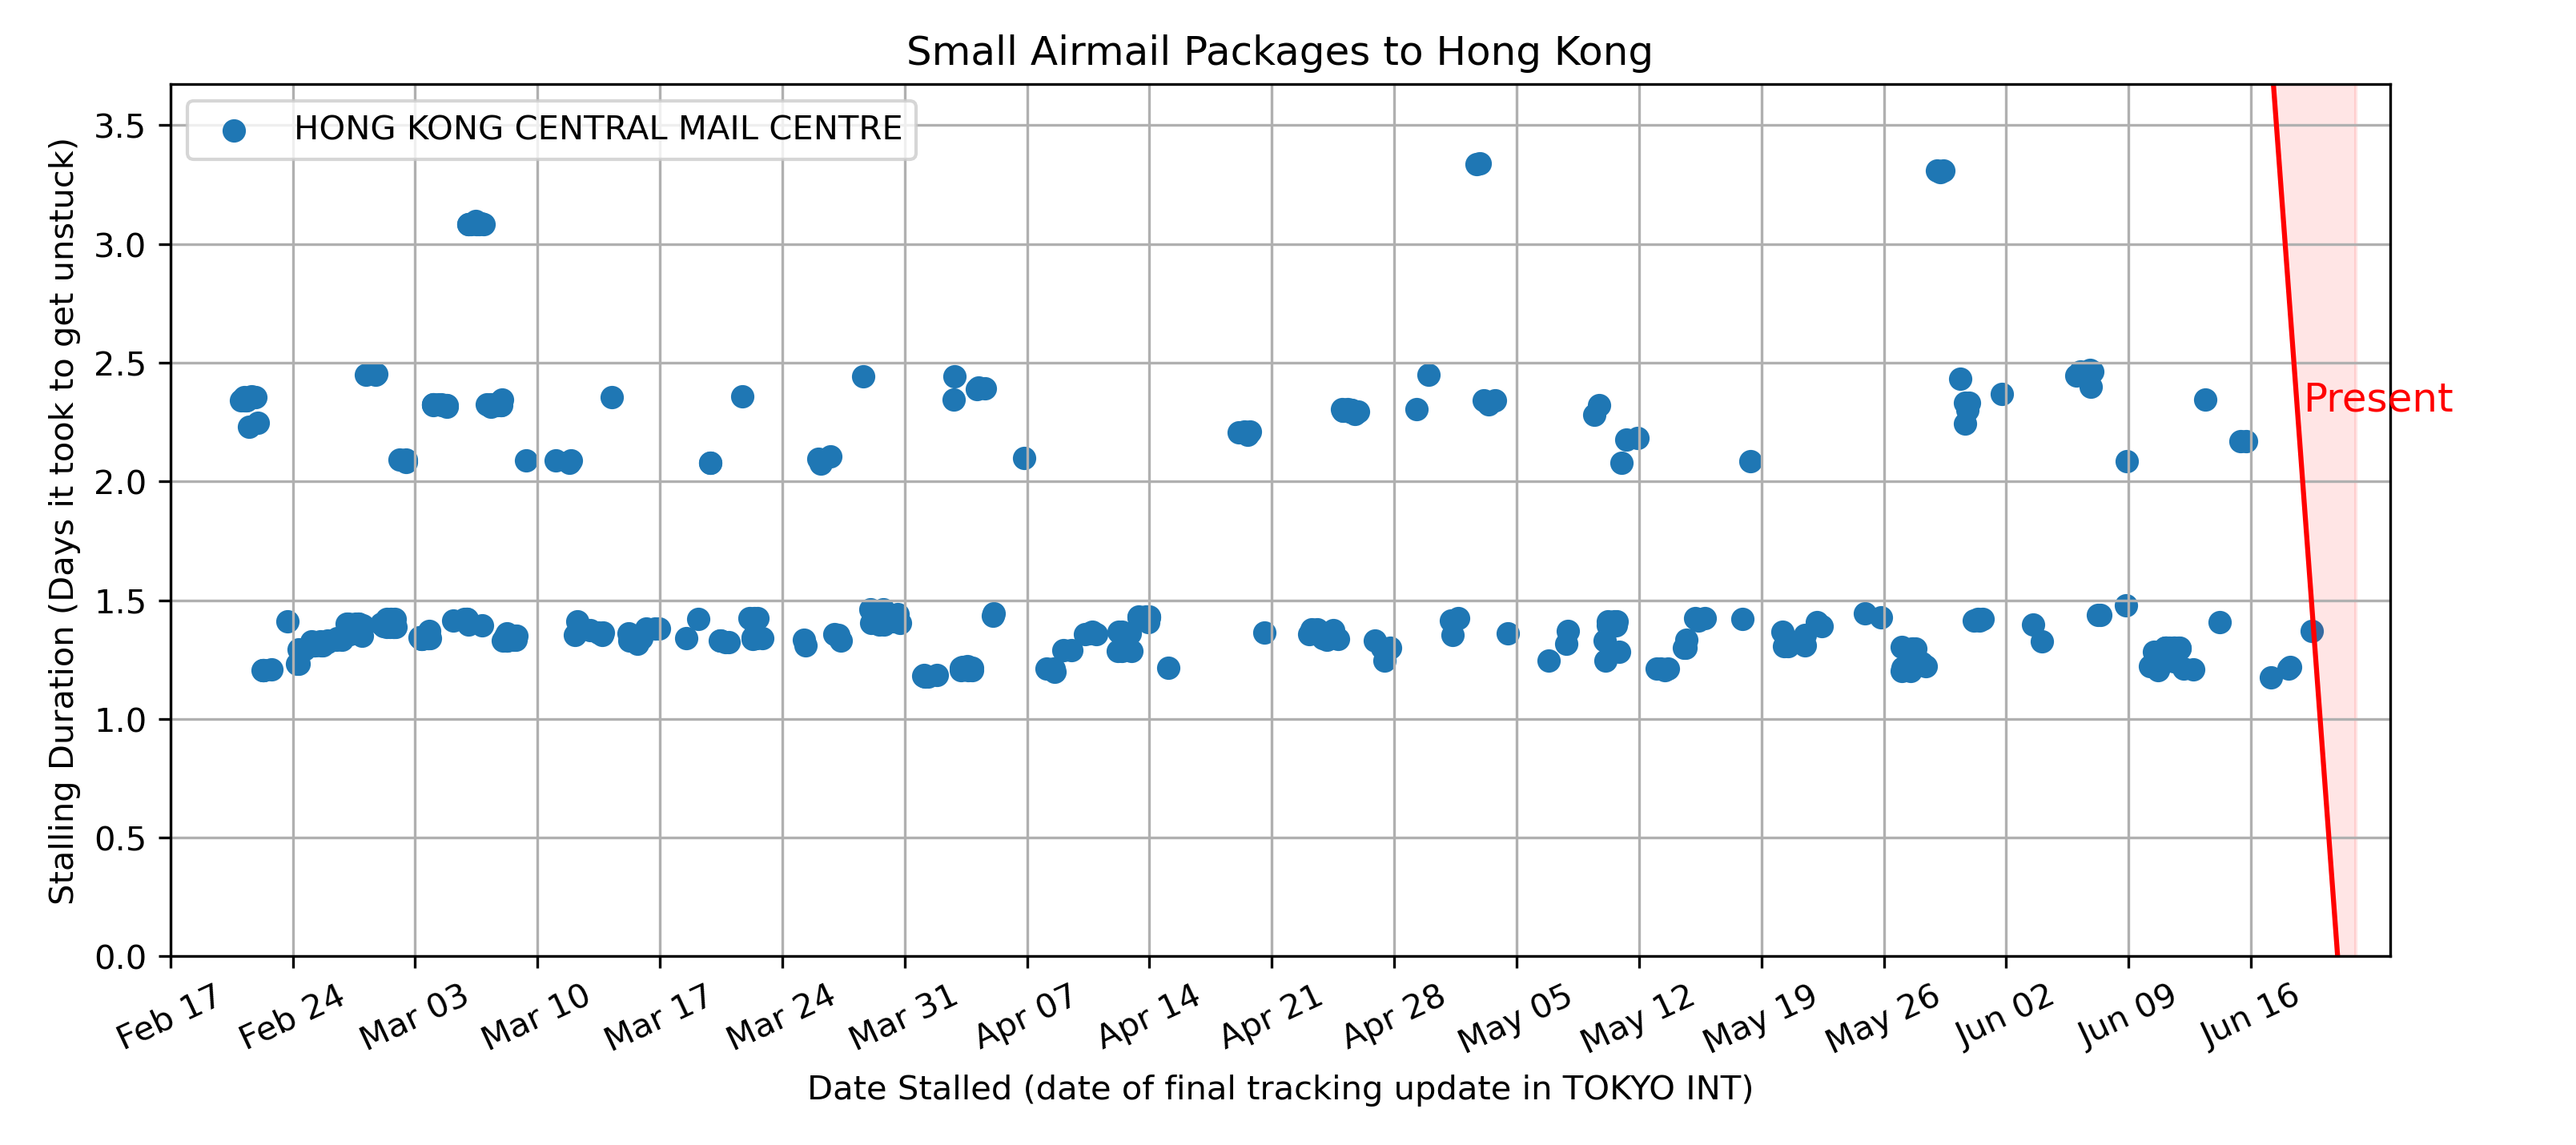 Small Airmail Packages to Hong Kong
HONG KONG CENTRAL MAIL CENTRE
Stalling Duration (Days it took to get unstuck)
3.5
3.0
2.5
2.0
1.5
1.0
0.5
0.0
Present
Feb 17
Feb 24
Mar 03
Mar 10
Mar 17
Mar 24
Mar 31
Apr 07
Apr 14
Apr 21
Apr 28
May 05
May 12
May 19
May 26
Jun 02
Jun 09
Jun 16
Date Stalled (date of final tracking update in TOKYO INT)